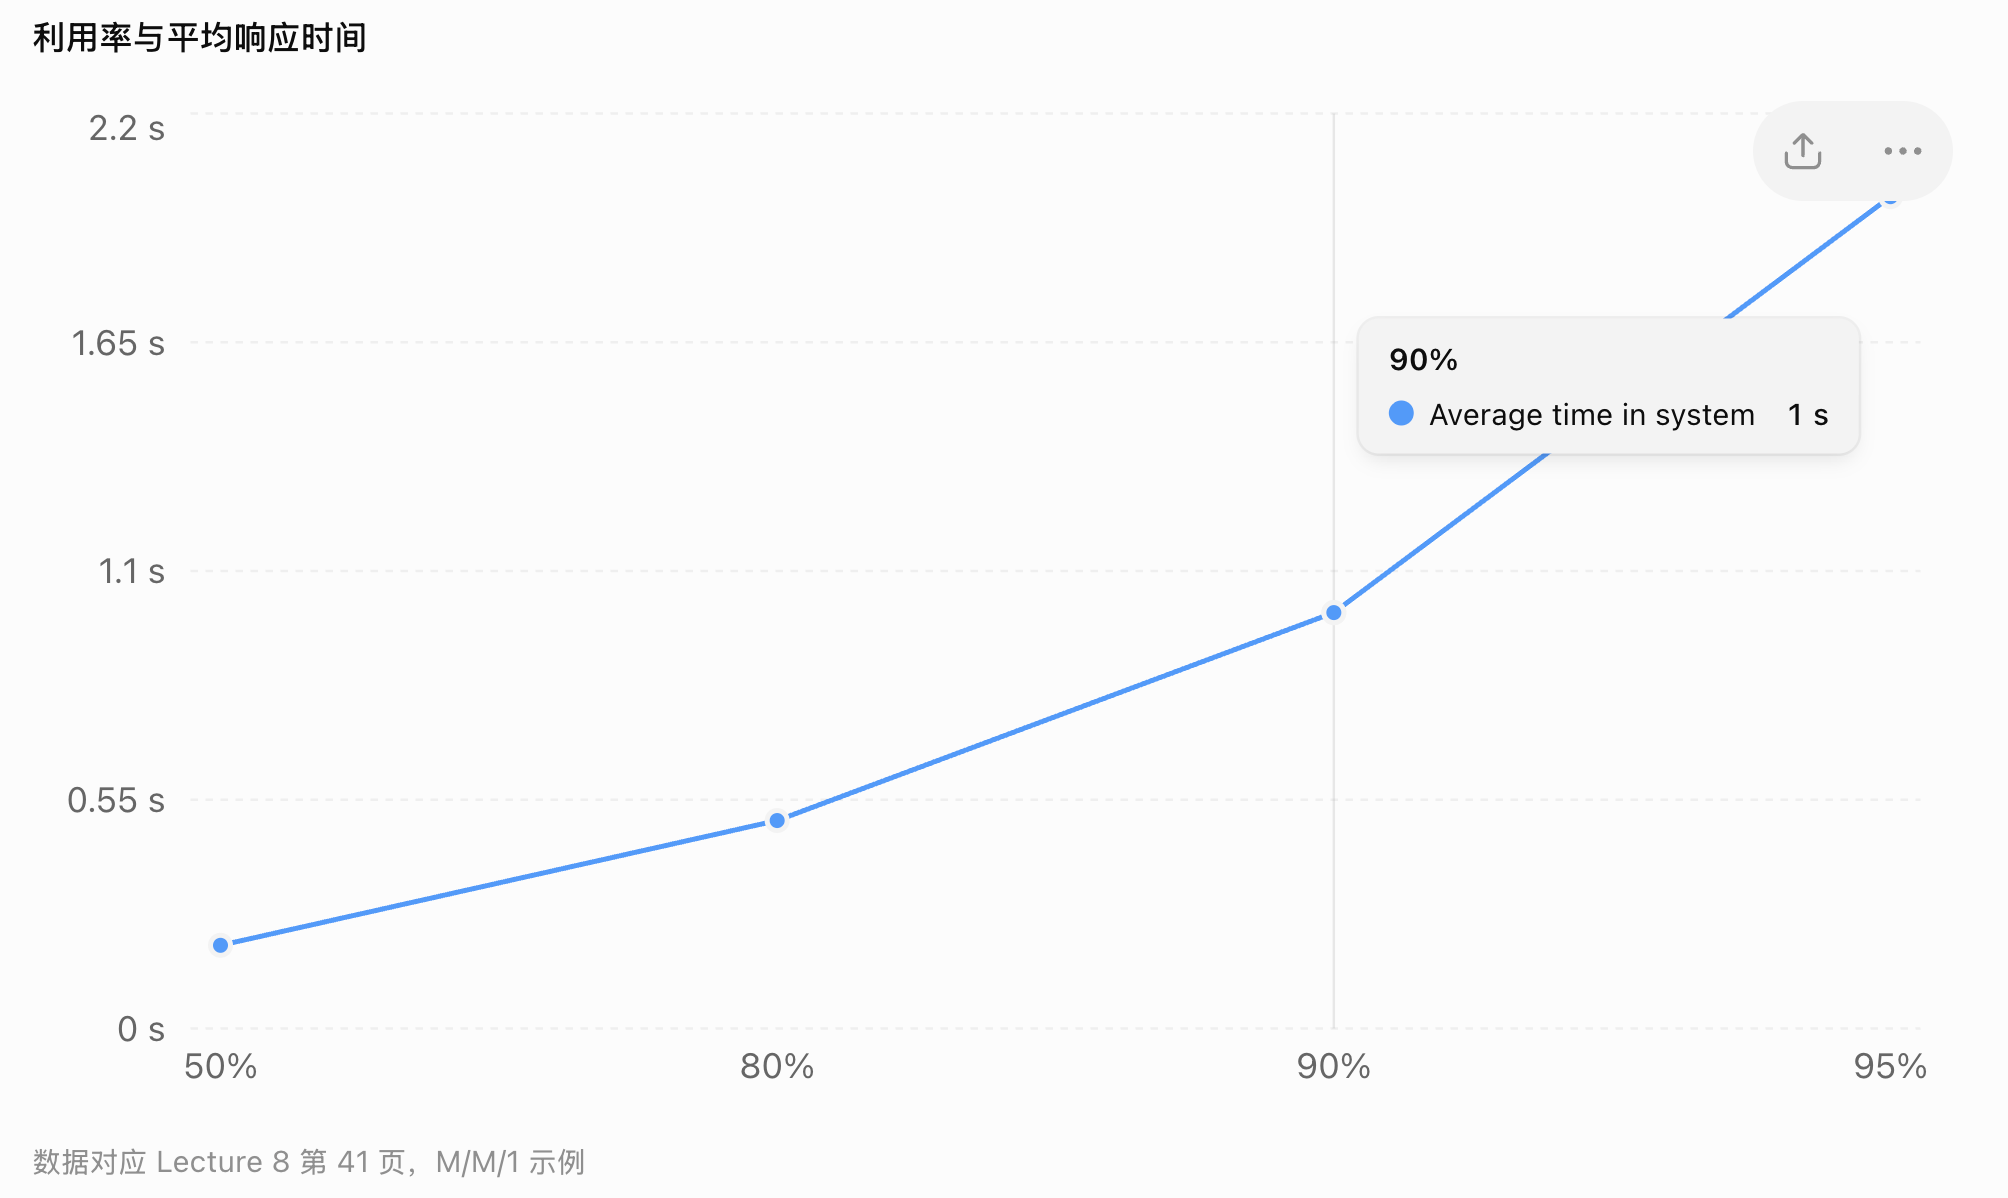 利用率与平均响应时间
2.2 s
1.65 s
90%
Average time in system 1 s
1.1 s
0.55 s
0 s
50% 80% 90% 95%
数据对应 Lecture 8 第 41 页，M/M/1 示例